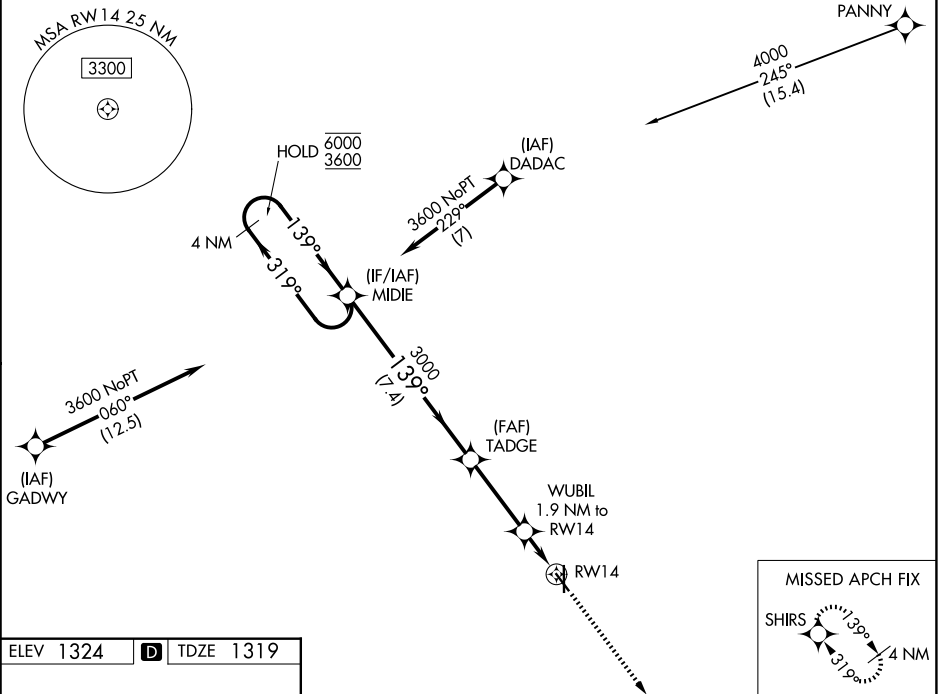 MSA RW14 25 NM
3300
PANNY
4000
245°
(15.4)
HOLD 6000
3600
(IAF)
DADAC
3600 NoPT
229°
(7)
4 NM
139°
319°
(IF/IAF)
MIDIE
3000
139°
(7.4)
3600 NoPT
060°
(12.5)
(IAF)
GADWY
(FAF)
TADGE
WUBIL
1.9 NM to
RW14
RW14
MISSED APCH FIX
SHIRS
139°
4 NM
319°
ELEV 1324 D TDZE 1319